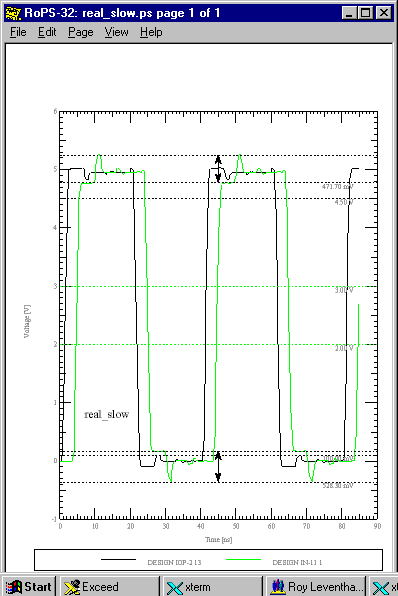 RoPS-32: real_slow.ps page 1 of 1
File Edit Page View Help
6
5
471.70 mV
4.50 V
4
3
3.00 V
Voltage [V]
2
2.00 V
1
real_slow
0
528.30 mV
-1
0 10 20 30 40 50 60 70 80 90
Time [ns]
DESIGN IOP-2 13 DESIGN IN-11 1
Start Exceed xterm Roy Leventha... x